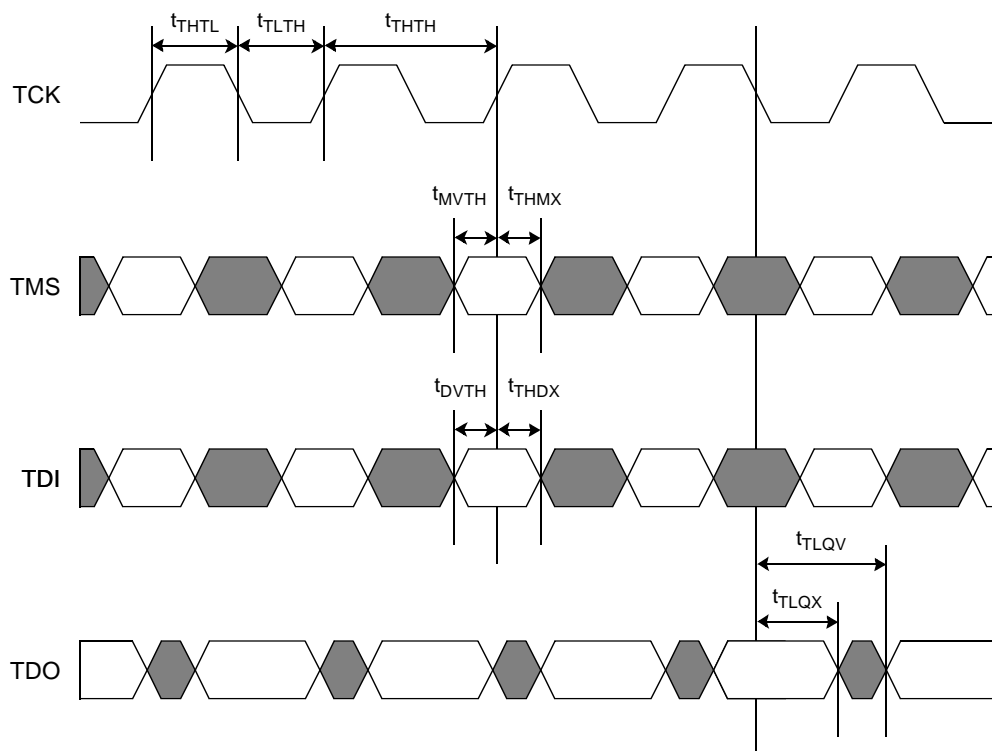 tTHTL tTLTH tTHTH
TCK
tMVTH tTHMX
TMS
tDVTH tTHDX
TDI
tTLQV
tTLQX
TDO